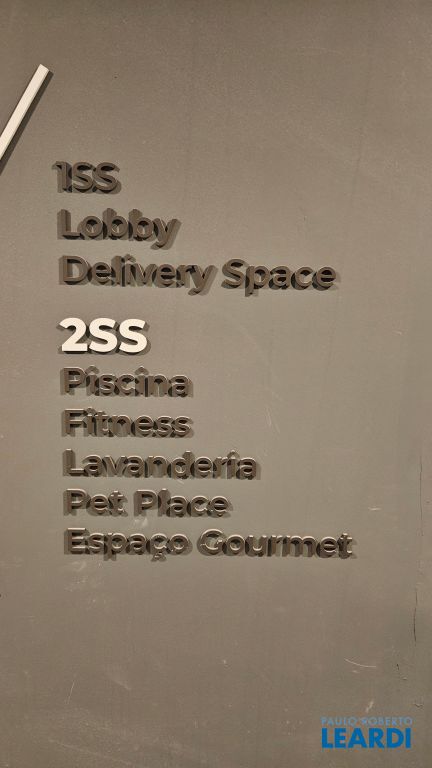 1SS
Lobby
Delivery Space
2SS
Piscina
Fitness
Lavanderia
Pet Place
Espaço Gourmet
PAULO ROBERTO
LEARDI